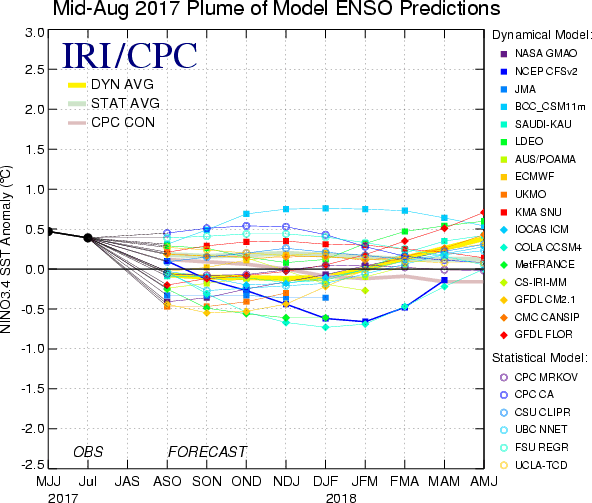 Mid-Aug 2017 Plume of Model ENSO Predictions
3.0
2.5
2.0
1.5
1.0
0.5
0.0
-0.5
-1.0
-1.5
-2.0
-2.5
NINO3.4 SST Anomaly (°C)
IRI/CPC
DYN AVG
STAT AVG
CPC CON
OBS
FORECAST
MJJ Jul JAS ASO SON OND NDJ DJF JFM FMA MAM AMJ
2017 2018
Dynamical Model:
NASA GMAO
NCEP CFSv2
JMA
BCC_CSM11m
SAUDI-KAU
LDEO
AUS/POAMA
ECMWF
UKMO
KMA SNU
IOCAS ICM
COLA CCSM4
MetFRANCE
CS-IRI-MM
GFDL CM2.1
CMC CANSIP
GFDL FLOR
Statistical Model:
CPC MRKOV
CPC CA
CSU CLIPR
UBC NNET
FSU REGR
UCLA-TCD